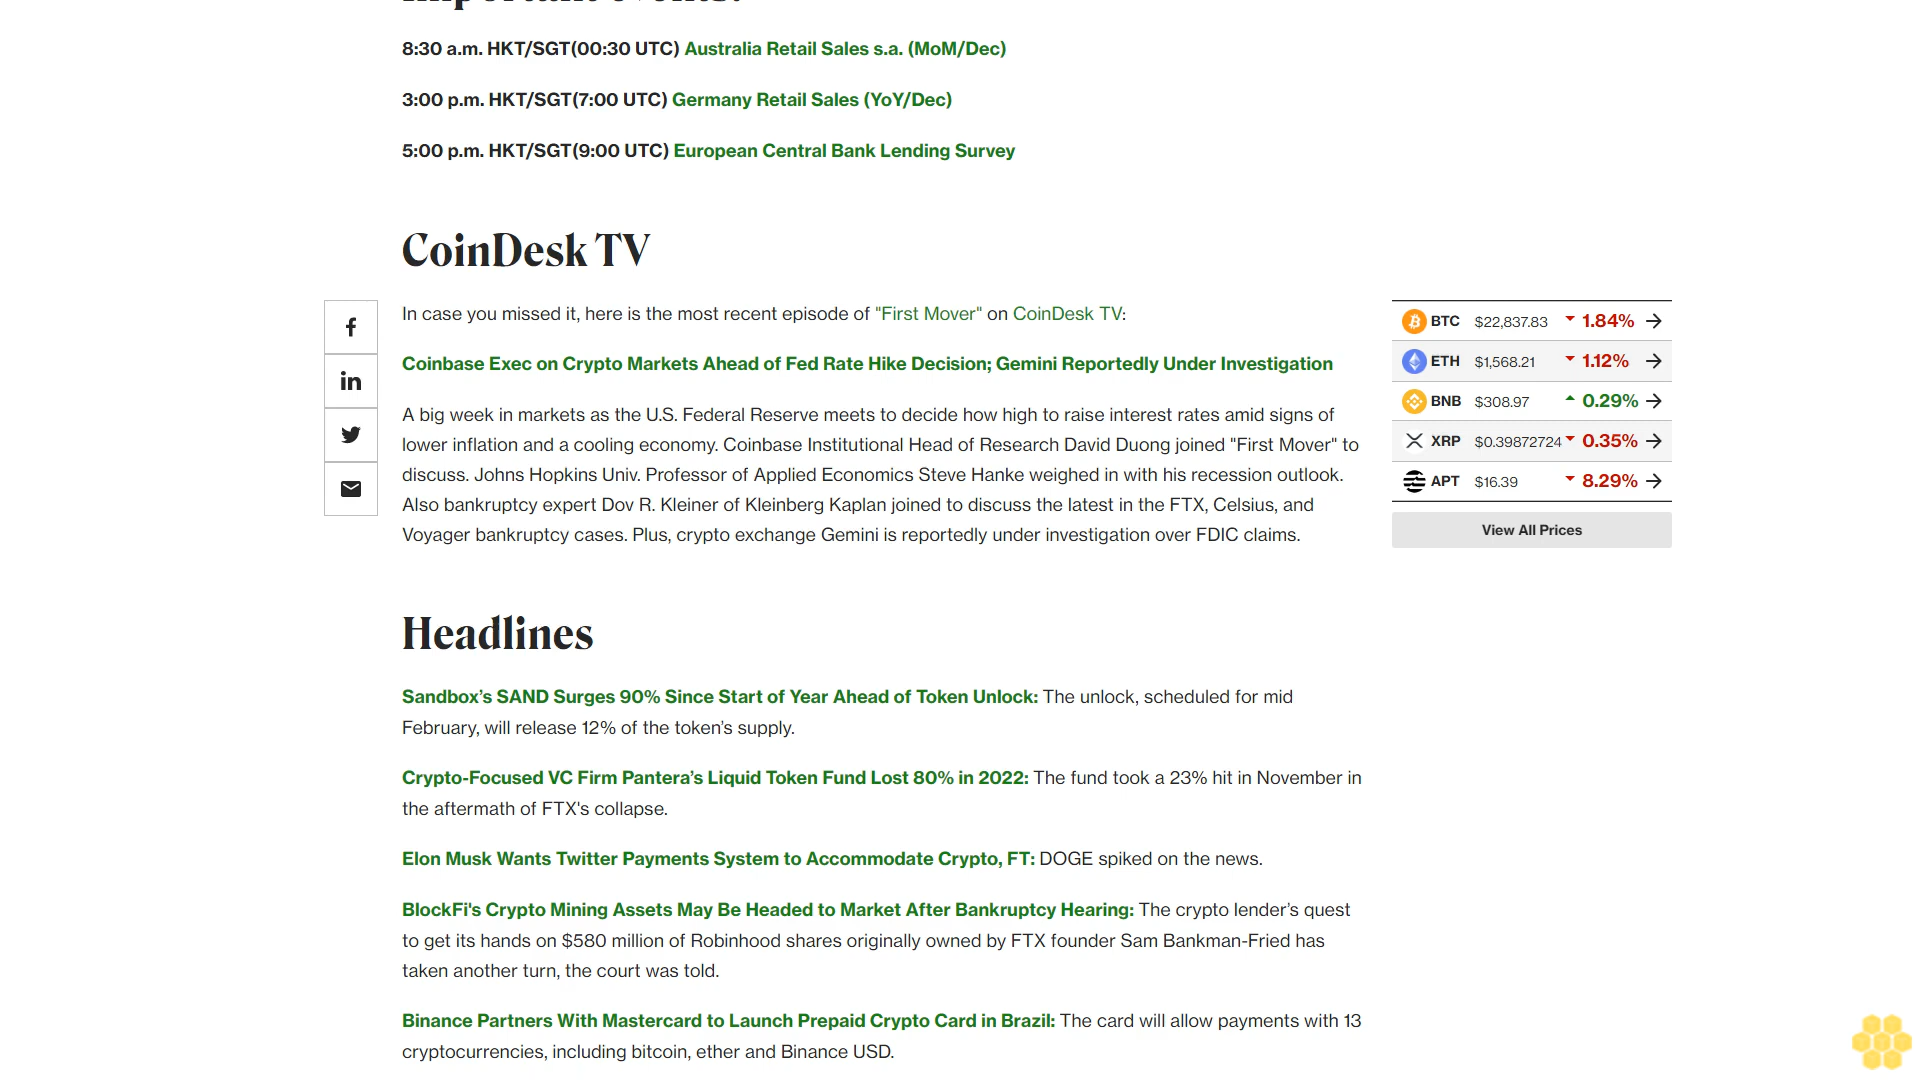 Important events.
8:30 a.m. HKT/SGT(00:30 UTC) Australia Retail Sales s.a. (MoM/Dec)
3:00 p.m. HKT/SGT(7:00 UTC) Germany Retail Sales (YoY/Dec)
5:00 p.m. HKT/SGT(9:00 UTC) European Central Bank Lending Survey
CoinDesk TV
In case you missed it, here is the most recent episode of "First Mover" on CoinDesk TV:
Coinbase Exec on Crypto Markets Ahead of Fed Rate Hike Decision; Gemini Reportedly Under Investigation
A big week in markets as the U.S. Federal Reserve meets to decide how high to raise interest rates amid signs of
lower inflation and a cooling economy. Coinbase Institutional Head of Research David Duong joined "First Mover" to
discuss. Johns Hopkins Univ. Professor of Applied Economics Steve Hanke weighed in with his recession outlook.
Also bankruptcy expert Dov R. Kleiner of Kleinberg Kaplan joined to discuss the latest in the FTX, Celsius, and
Voyager bankruptcy cases. Plus, crypto exchange Gemini is reportedly under investigation over FDIC claims.
BTC $22,837.83 1.84%
ETH $1,568.21 1.12%
BNB $308.97 0.29%
XRP $0.39872724 0.35%
APT $16.39 8.29%
View All Prices
Headlines
Sandbox’s SAND Surges 90% Since Start of Year Ahead of Token Unlock: The unlock, scheduled for mid
February, will release 12% of the token’s supply.
Crypto-Focused VC Firm Pantera’s Liquid Token Fund Lost 80% in 2022: The fund took a 23% hit in November in
the aftermath of FTX's collapse.
Elon Musk Wants Twitter Payments System to Accommodate Crypto, FT: DOGE spiked on the news.
BlockFi's Crypto Mining Assets May Be Headed to Market After Bankruptcy Hearing: The crypto lender’s quest
to get its hands on $580 million of Robinhood shares originally owned by FTX founder Sam Bankman-Fried has
taken another turn, the court was told.
Binance Partners With Mastercard to Launch Prepaid Crypto Card in Brazil: The card will allow payments with 13
cryptocurrencies, including bitcoin, ether and Binance USD.